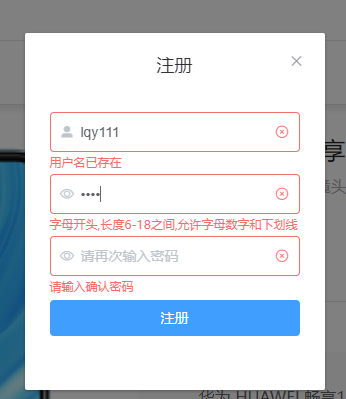 注册
lqy111
用户名已存在
••••
字母开头,长度6-18之间,允许字母数字和下划线
请再次输入密码
请输入确认密码
注册
享
童头
华为 HUAWEI 畅享1